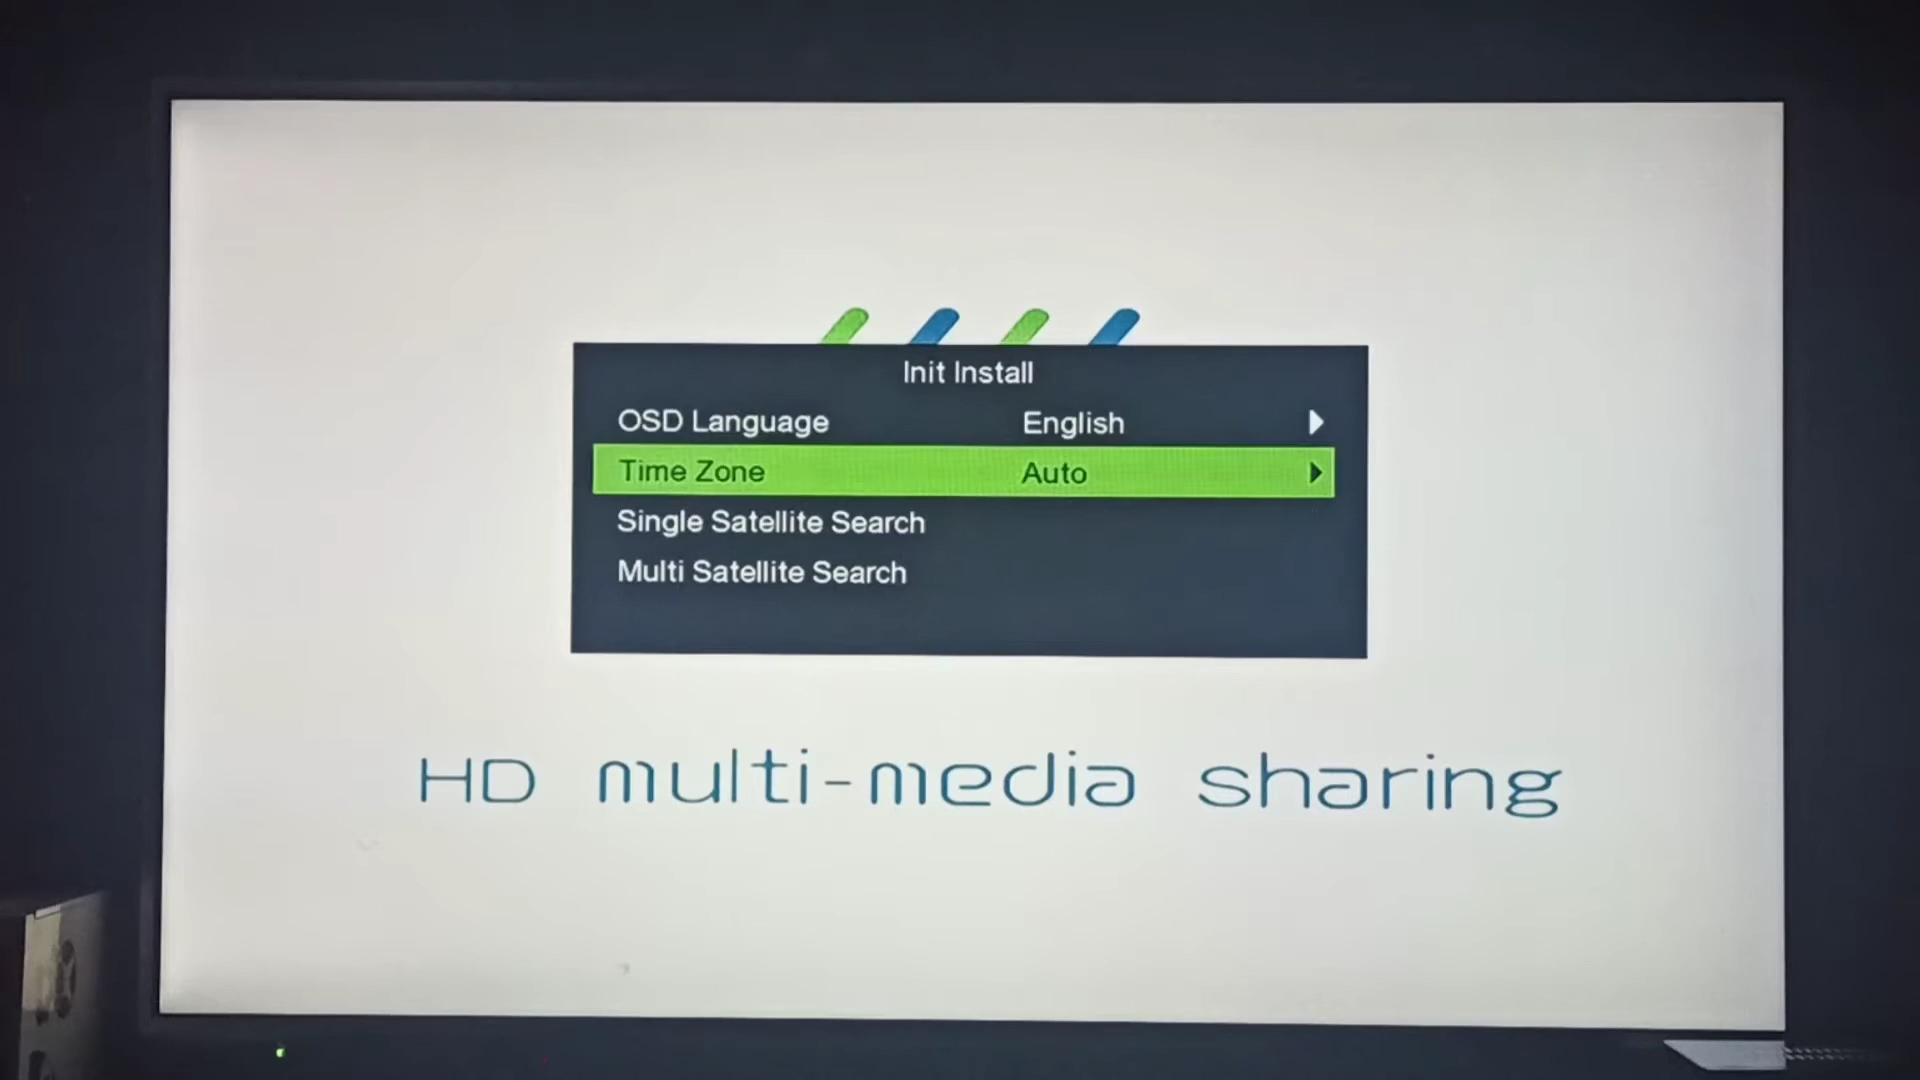 Init Install
OSD Language English
Time Zone Auto
Single Satellite Search
Multi Satellite Search
HD multi-media sharing